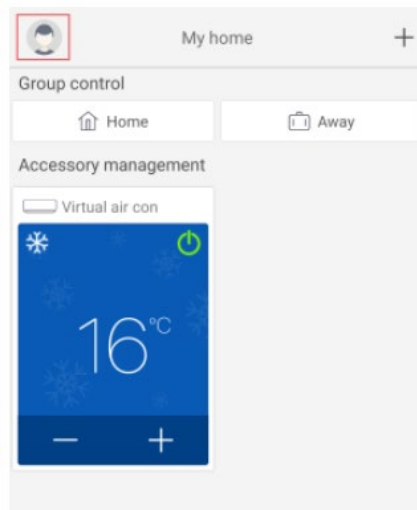 My home +
Group control
Home Away
Accessory management
Virtual air con
16°C
− +